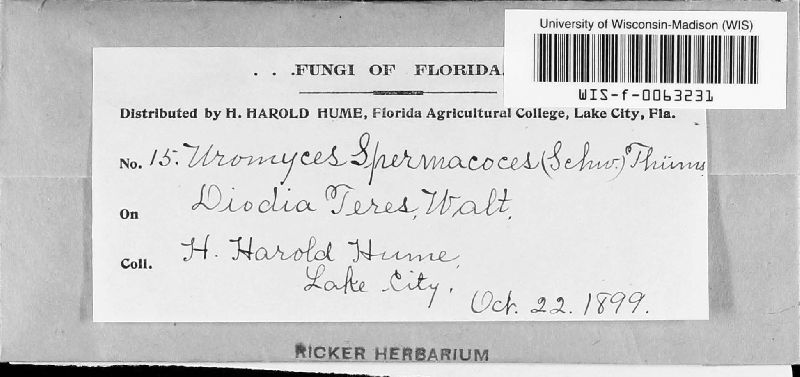 University of Wisconsin-Madison (WIS)
WIS-f-0063231
. . .FUNGI OF FLORIDA.
Distributed by H. HAROLD HUME, Florida Agricultural College, Lake City, Fla.
No. 15. Uromyces Spermacoces (Schw.) Thüm
On Diodia Teres, Walt.
Coll. H. Harold Hume,
Lake City.
Oct. 22. 1899.
RICKER HERBARIUM